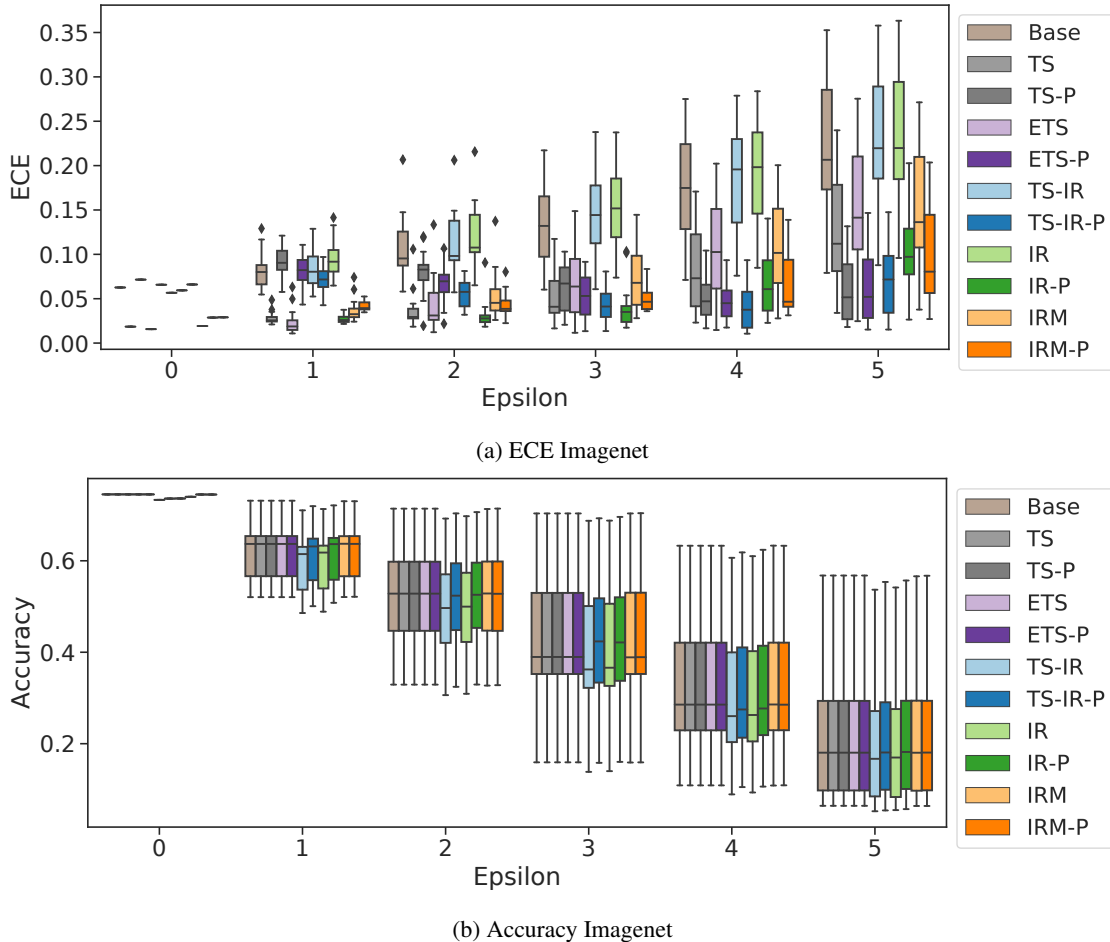 0.35
0.30
0.25
0.20
0.15
0.10
0.05
0.00
ECE
0 1 2 3 4 5
Epsilon
Base
TS
TS-P
ETS
ETS-P
TS-IR
TS-IR-P
IR
IR-P
IRM
IRM-P
(a) ECE Imagenet
0.6
0.4
0.2
Accuracy
0 1 2 3 4 5
Epsilon
Base
TS
TS-P
ETS
ETS-P
TS-IR
TS-IR-P
IR
IR-P
IRM
IRM-P
(b) Accuracy Imagenet